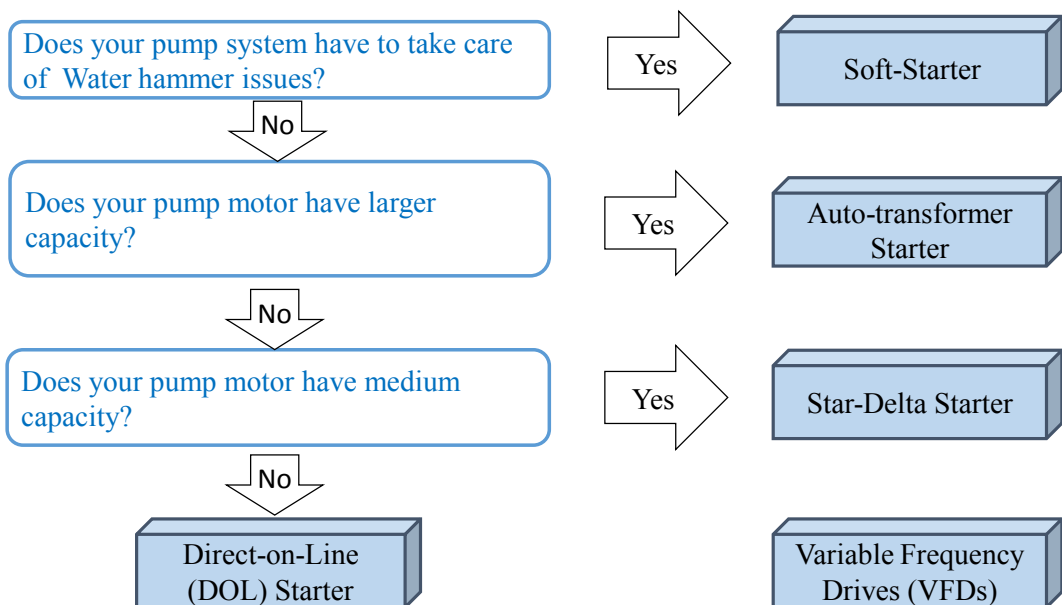 Does your pump system have to take care
of Water hammer issues?
Yes
Soft-Starter
No
Does your pump motor have larger
capacity?
Yes
Auto-transformer
Starter
No
Does your pump motor have medium
capacity?
Yes
Star-Delta Starter
No
Direct-on-Line
(DOL) Starter
Variable Frequency
Drives (VFDs)